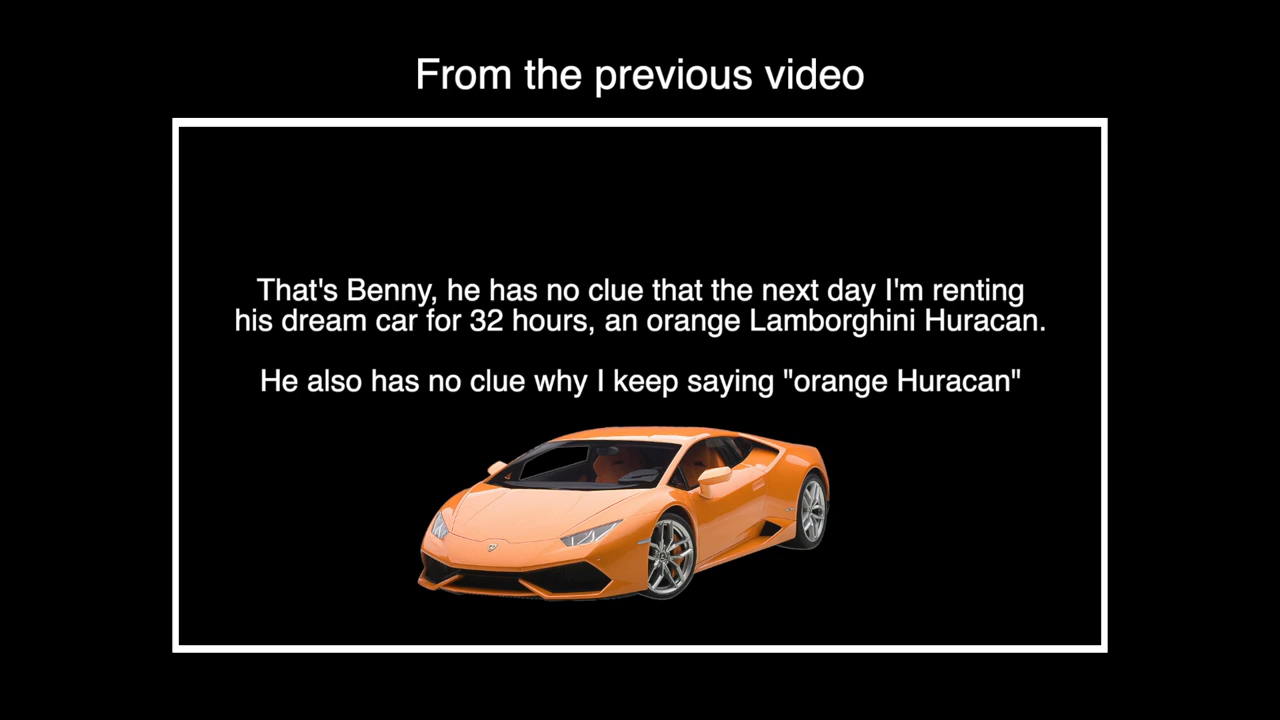 From the previous video
That's Benny, he has no clue that the next day I'm renting
his dream car for 32 hours, an orange Lamborghini Huracan.
He also has no clue why I keep saying "orange Huracan"